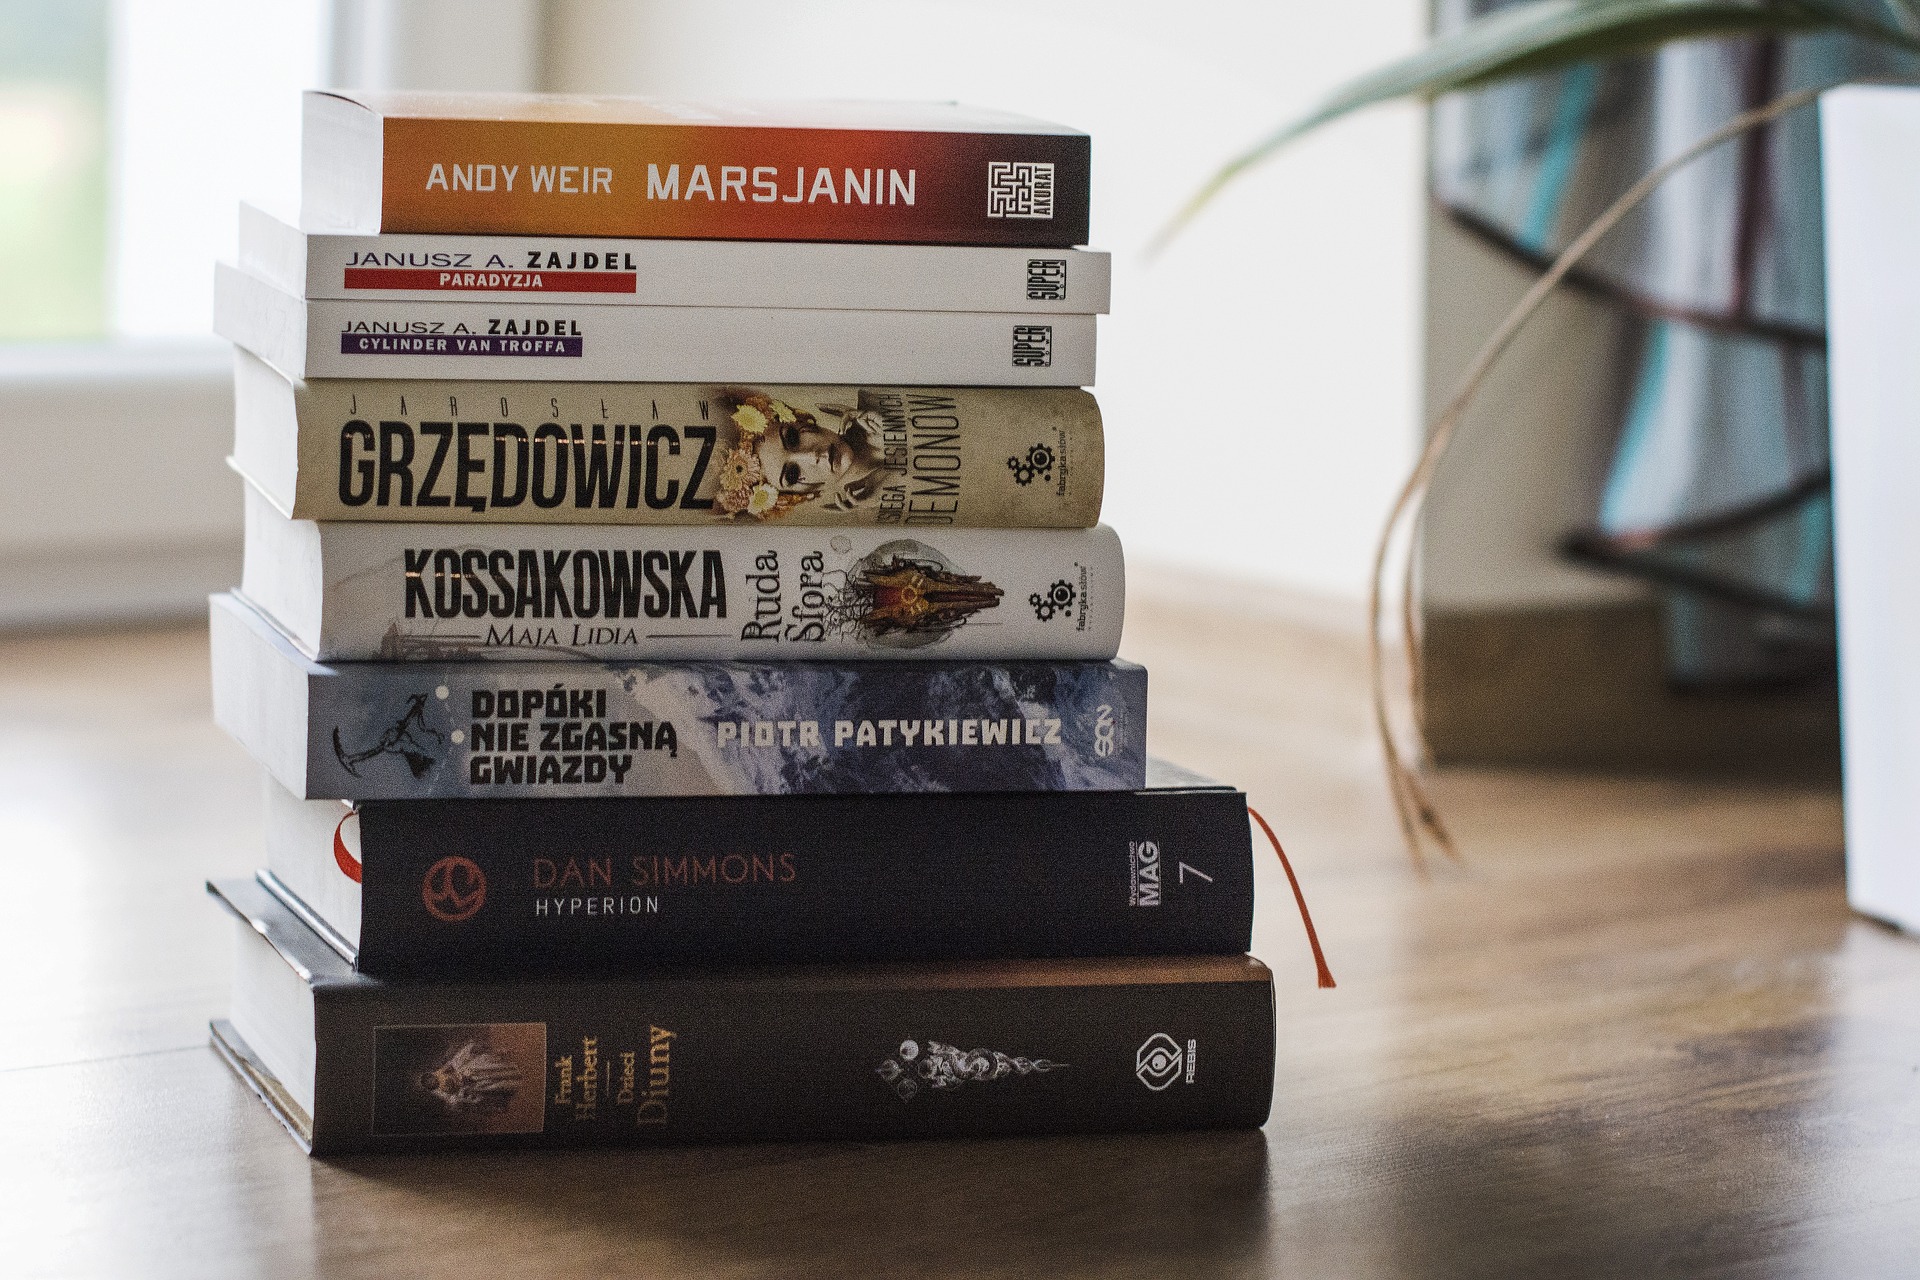 ANDY WEIR MARSJANIN AKURAT
JANUSZ A. ZAJDEL
PARADYZJA
SUPER
JANUSZ A. ZAJDEL
CYLINDER VAN TROFFA
SUPER
JAROSŁAW
GRZĘDOWICZ
KSIĘGA JESIENNYCH
DEMONÓW
fabryka słów
KOSSAKOWSKA
MAJA LIDIA
Ruda
Sfora
fabryka słów
DOPÓKI
NIE ZGASNĄ
GWIAZDY
PIOTR PATYKIEWICZ
SQN
DAN SIMMONS
HYPERION
Wydawnictwo
MAG
7
Frank
Herbert
Dzieci
Diuny
REBIS